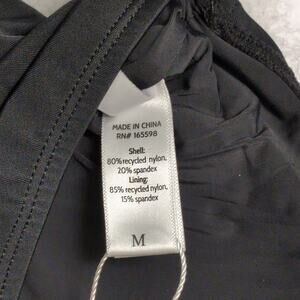 MADE IN CHINA
RN# 165598
Shell:
80% recycled nylon,
20% spandex
Lining:
85% recycled nylon,
15% spandex
M